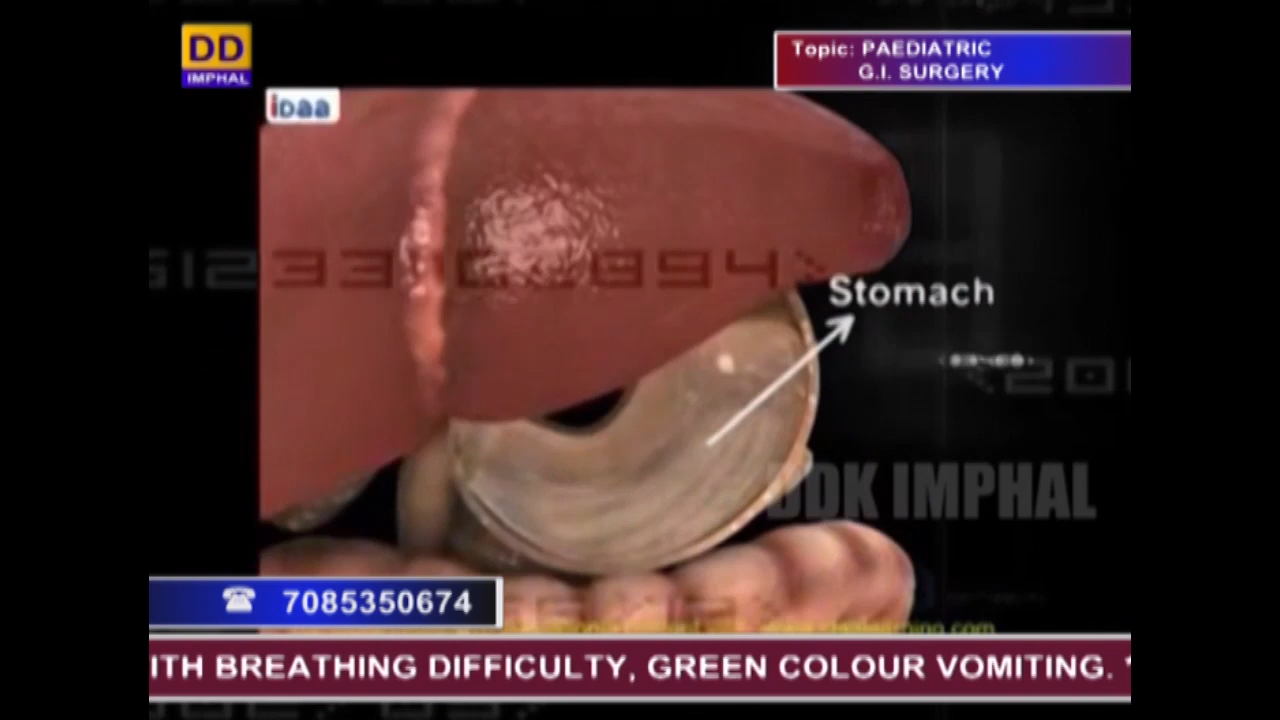 DD
IMPHAL
Topic: PAEDIATRIC
G.I. SURGERY
idaa
Stomach
DDK IMPHAL
☎ 7085350674
ITH BREATHING DIFFICULTY, GREEN COLOUR VOMITING.